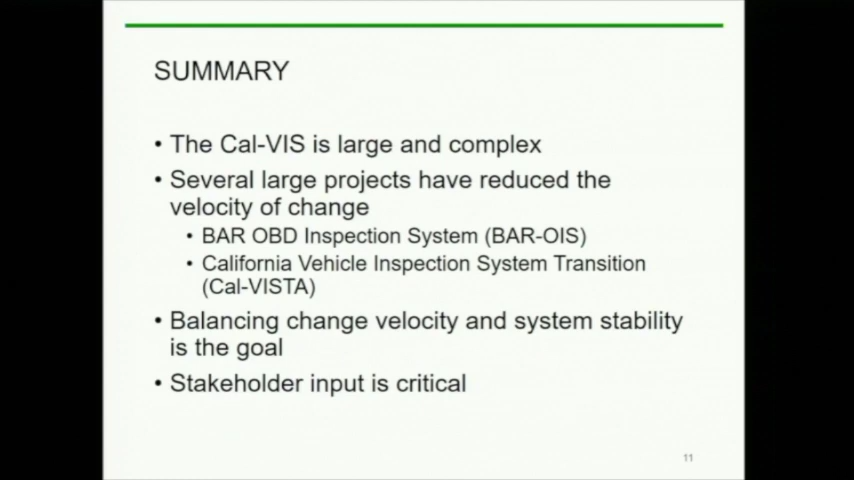 SUMMARY
• The Cal-VIS is large and complex
• Several large projects have reduced the
velocity of change
• BAR OBD Inspection System (BAR-OIS)
• California Vehicle Inspection System Transition
(Cal-VISTA)
• Balancing change velocity and system stability
is the goal
• Stakeholder input is critical
11